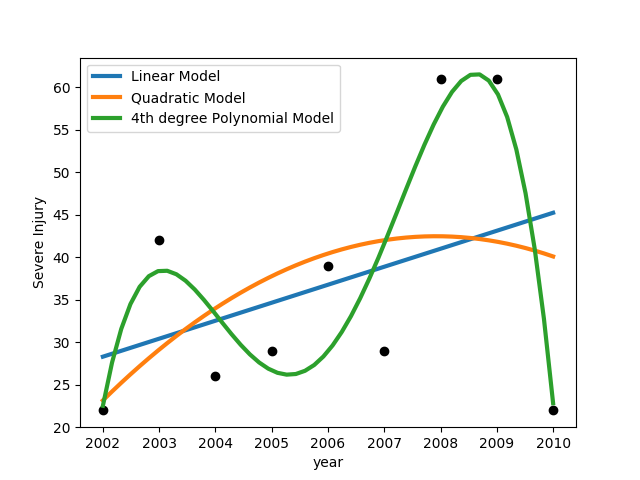 Linear Model
Quadratic Model
4th degree Polynomial Model
Severe Injury
60
55
50
45
40
35
30
25
20
2002 2003 2004 2005 2006 2007 2008 2009 2010
year